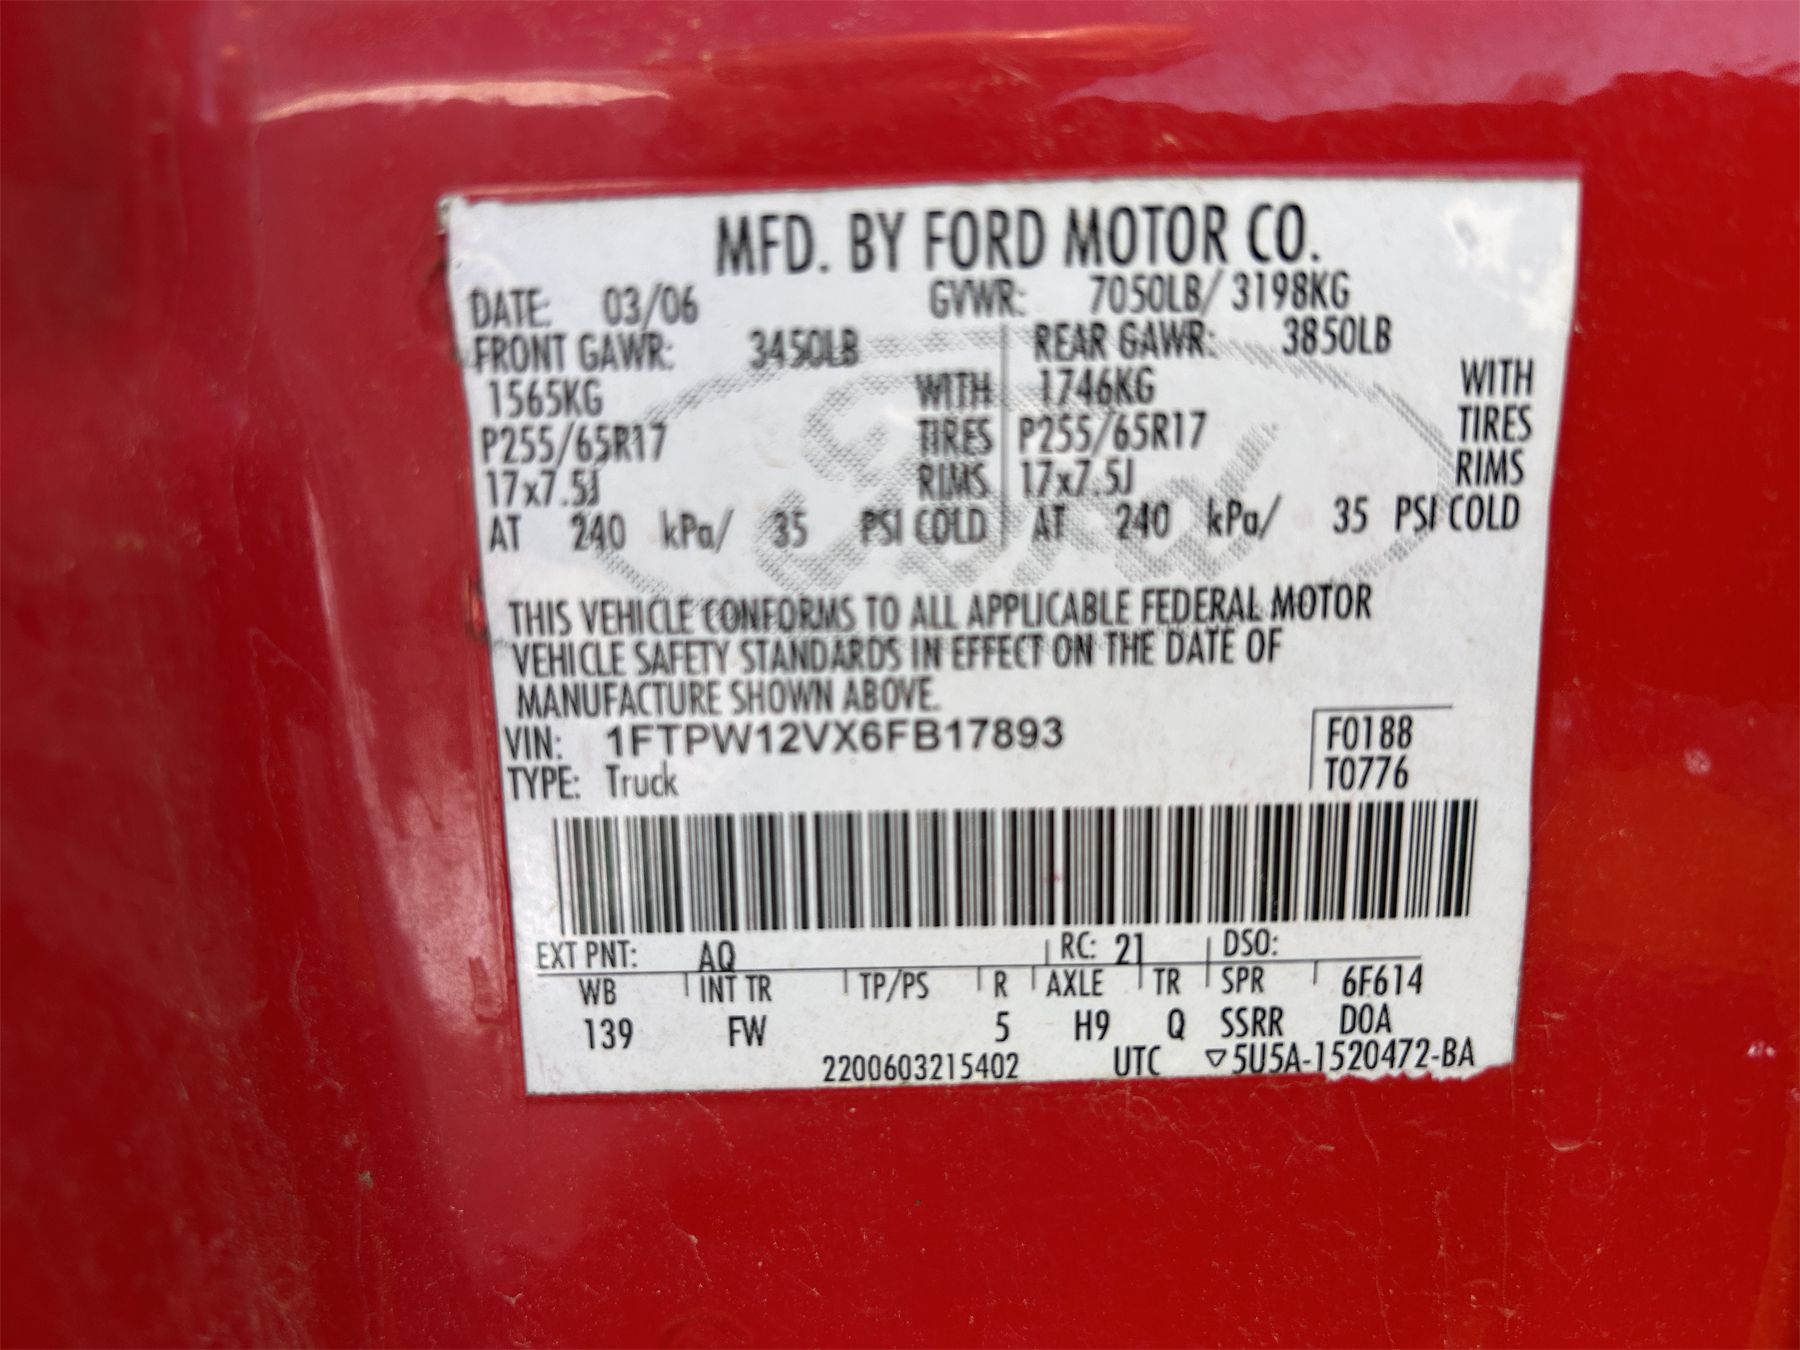 MFD. BY FORD MOTOR CO.
DATE: 03/06 GVWR: 7050LB/ 3198KG
FRONT GAWR: 3450LB REAR GAWR: 3850LB
1565KG WITH 1746KG WITH
P255/65R17 TIRES P255/65R17 TIRES
17x7.5J RIMS 17x7.5J RIMS
AT 240 kPa/ 35 PSI COLD AT 240 kPa/ 35 PSI COLD
Ford
THIS VEHICLE CONFORMS TO ALL APPLICABLE FEDERAL MOTOR
VEHICLE SAFETY STANDARDS IN EFFECT ON THE DATE OF
MANUFACTURE SHOWN ABOVE.
VIN: 1FTPW12VX6FB17893 F0188
TYPE: Truck T0776
EXT PNT: AQ RC: 21 DSO:
WB INT TR TP/PS R AXLE TR SPR 6F614
139 FW 5 H9 Q SSRR DOA
2200603215402 UTC ▽5U5A-1520472-BA